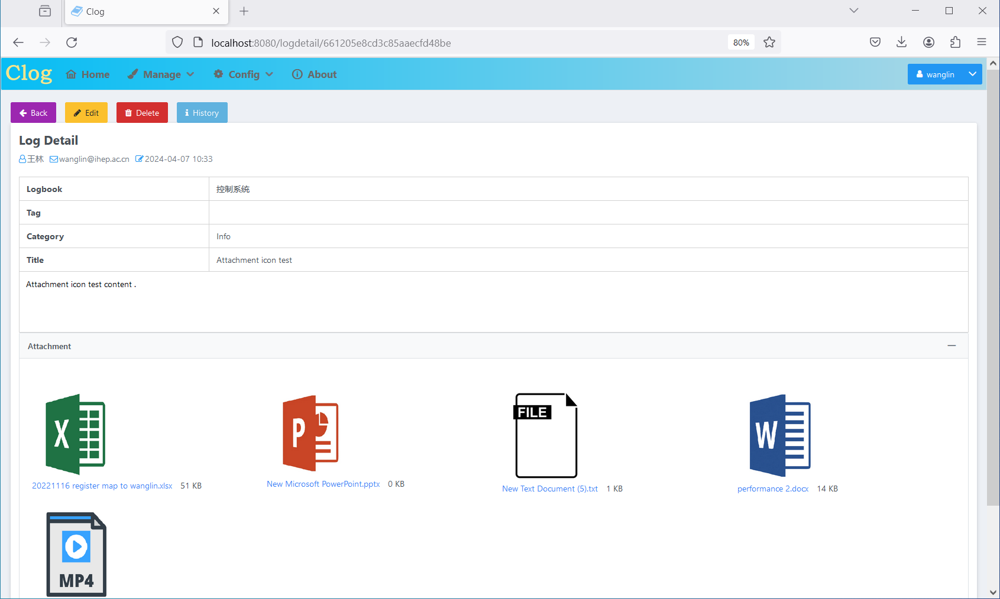 Clog
localhost:8080/logdetail/661205e8cd3c85aaecfd48be
80%
Clog Home Manage Config About wanglin
Back Edit Delete History
Log Detail
王林 wanglin@ihep.ac.cn 2024-04-07 10:33
Logbook 控制系统
Tag
Category Info
Title Attachment icon test
Attachment icon test content .
Attachment
X P FILE W
20221116 register map to wanglin.xlsx 51 KB
New Microsoft PowerPoint.pptx 0 KB
New Text Document (5).txt 1 KB
performance 2.docx 14 KB
MP4